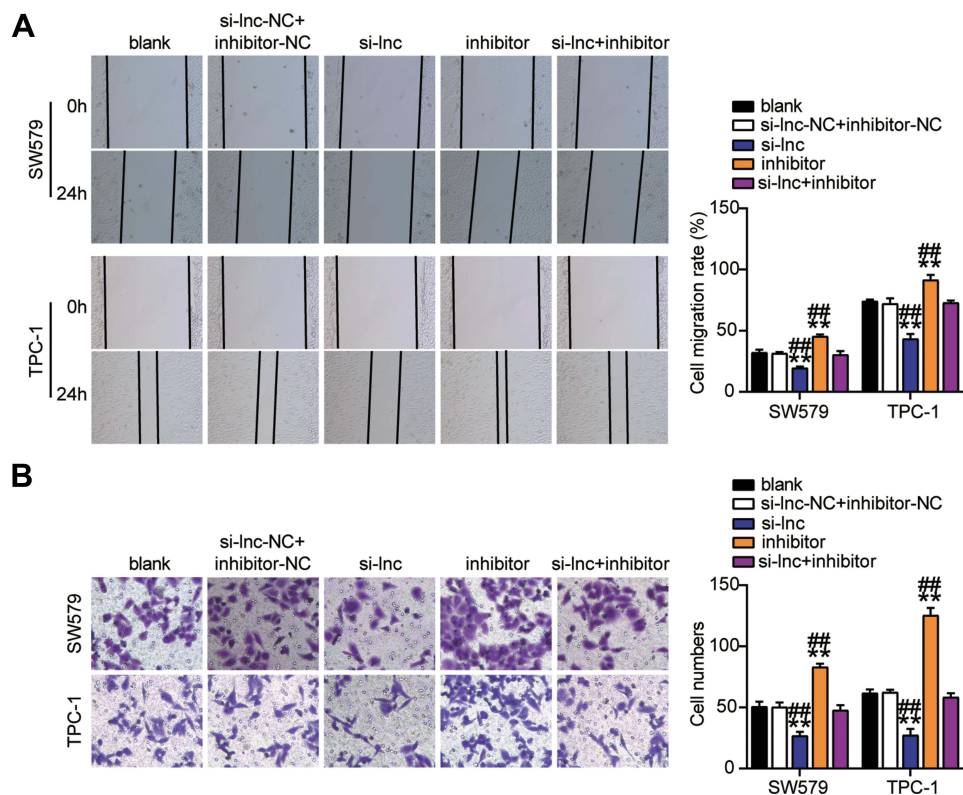 A
si-lnc-NC+
blank inhibitor-NC si-lnc inhibitor si-lnc+inhibitor
SW579
0h
24h
TPC-1
0h
24h
blank
si-lnc-NC+inhibitor-NC
si-lnc
inhibitor
si-lnc+inhibitor
Cell migration rate (%)
150
100
50
0
##
**
##
**
##
**
##
**
SW579 TPC-1
B
si-lnc-NC+
blank inhibitor-NC si-lnc inhibitor si-lnc+inhibitor
SW579
TPC-1
blank
si-lnc-NC+inhibitor-NC
si-lnc
inhibitor
si-lnc+inhibitor
Cell numbers
150
100
50
0
##
**
##
**
##
**
##
**
SW579 TPC-1